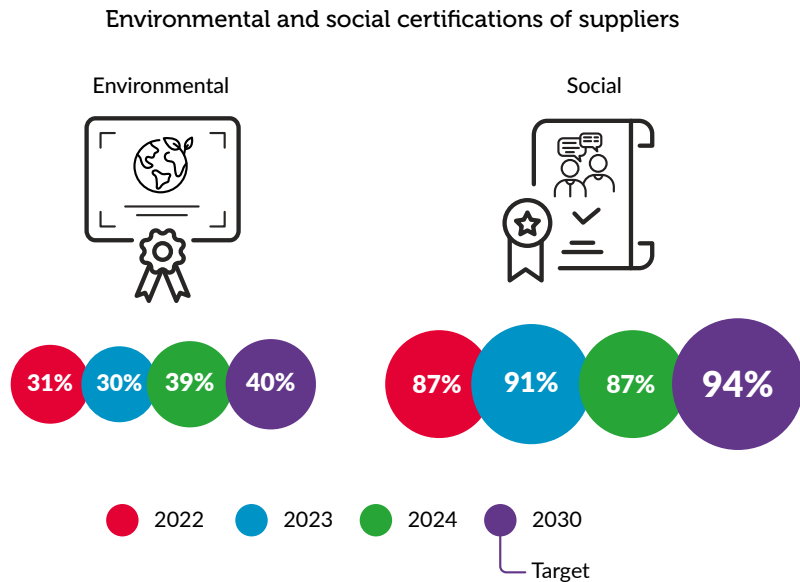 Environmental and social certifications of suppliers
Environmental
Social
31% 30% 39% 40%
87% 91% 87% 94%
2022 2023 2024 2030
Target